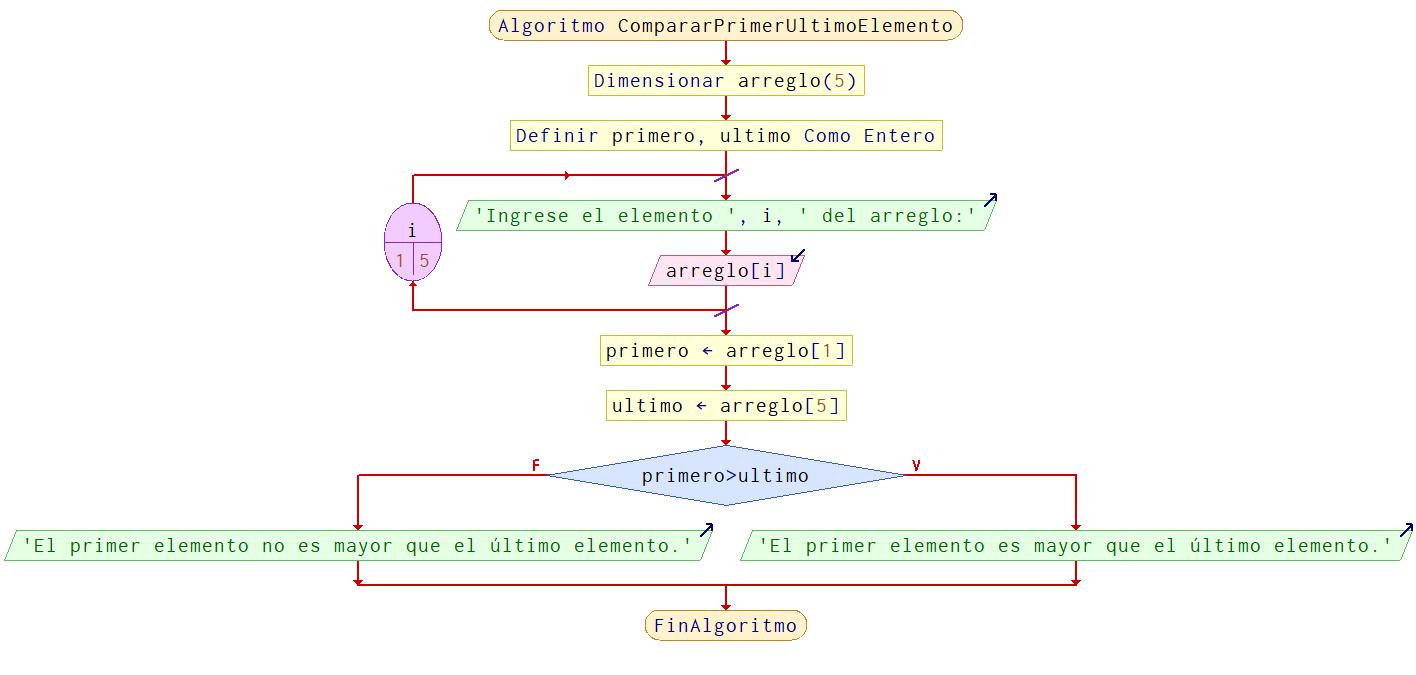 Algoritmo CompararPrimerUltimoElemento
Dimensionar arreglo(5)
Definir primero, ultimo Como Entero
'Ingrese el elemento ', i, ' del arreglo:'
i
1 5
arreglo[i]
primero ← arreglo[1]
ultimo ← arreglo[5]
F
V
primero>ultimo
'El primer elemento no es mayor que el último elemento.'
'El primer elemento es mayor que el último elemento.'
FinAlgoritmo